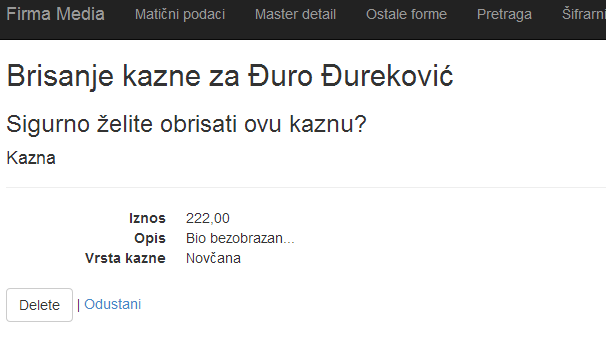 Firma Media Matični podaci Master detail Ostale forme Pretraga Šifrarni
Brisanje kazne za Đuro Đureković
Sigurno želite obrisati ovu kaznu?
Kazna
Iznos 222,00
Opis Bio bezobrazan...
Vrsta kazne Novčana
Delete | Odustani